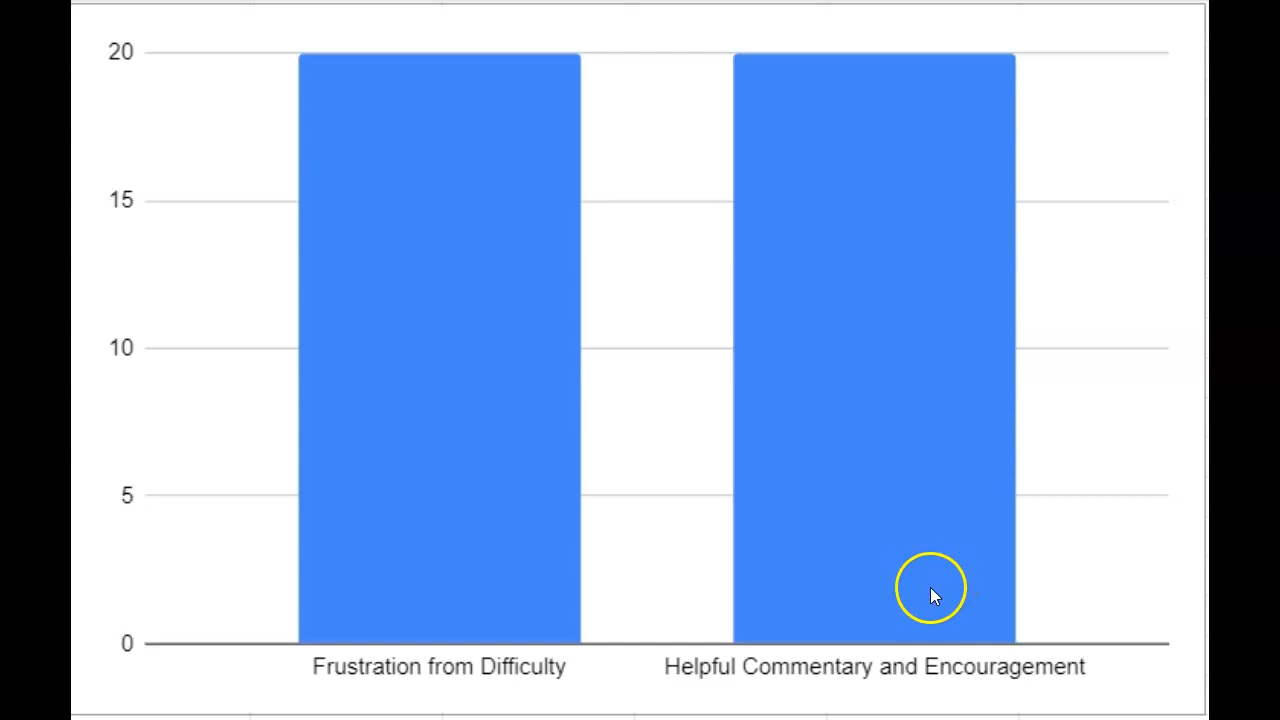 20
15
10
5
0
Frustration from Difficulty
Helpful Commentary and Encouragement